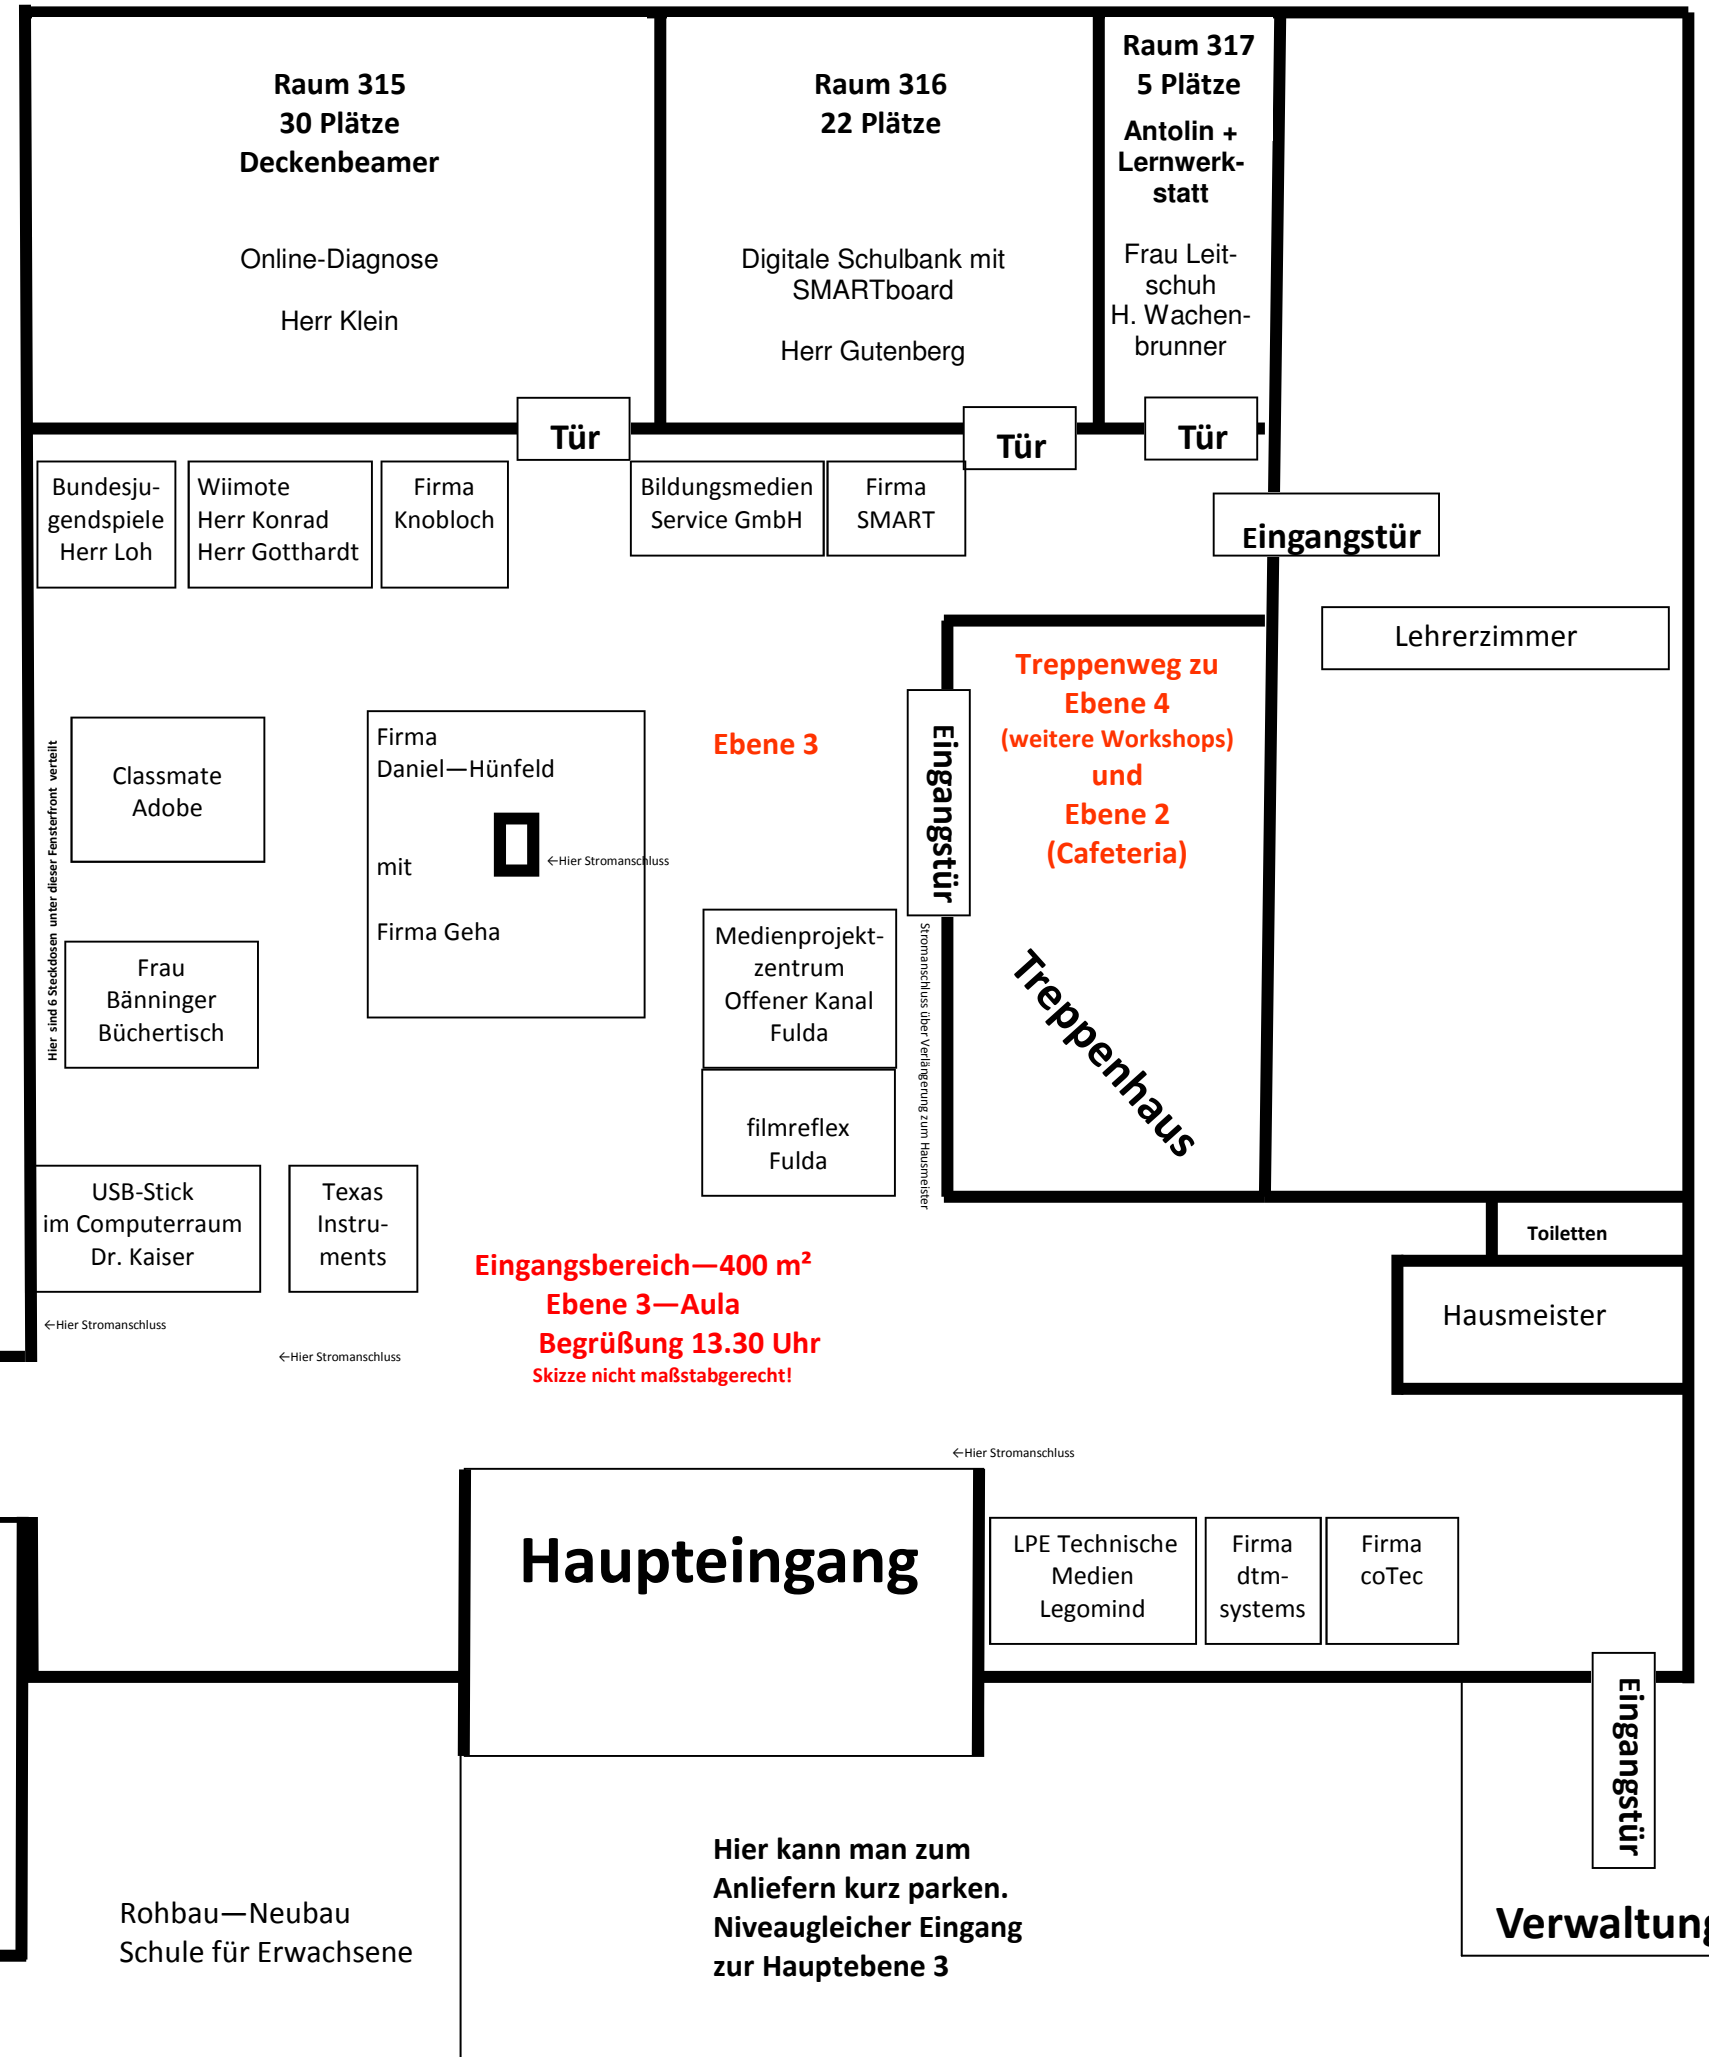 Raum 315
30 Plätze
Deckenbeamer
Online-Diagnose
Herr Klein
Raum 316
22 Plätze
Digitale Schulbank mit
SMARTboard
Herr Gutenberg
Raum 317
5 Plätze
Antolin +
Lernwerk-
statt
Frau Leit-
schuh
H. Wachen-
brunner
Tür
Tür
Tür
Bundesju-
gendspiele
Herr Loh
Wiimote
Herr Konrad
Herr Gotthardt
Firma
Knobloch
Bildungsmedien
Service GmbH
Firma
SMART
Eingangstür
Lehrerzimmer
Hier sind 6 Steckdosen unter dieser Fensterfront verteilt
Classmate
Adobe
Firma
Daniel—Hünfeld
mit
Firma Geha
←Hier Stromanschluss
Ebene 3
Eingangstür
Treppenweg zu
Ebene 4
(weitere Workshops)
und
Ebene 2
(Cafeteria)
Treppenhaus
Frau
Bänninger
Büchertisch
Medienprojekt-
zentrum
Offener Kanal
Fulda
filmreflex
Fulda
Stromanschluss über Verlängerung zum Hausmeister
USB-Stick
im Computerraum
Dr. Kaiser
Texas
Instru-
ments
←Hier Stromanschluss
←Hier Stromanschluss
Eingangsbereich—400 m²
Ebene 3—Aula
Begrüßung 13.30 Uhr
Skizze nicht maßstabgerecht!
Toiletten
Hausmeister
←Hier Stromanschluss
Haupteingang
LPE Technische
Medien
Legomind
Firma
dtm-
systems
Firma
coTec
Eingangstür
Verwaltung
Rohbau—Neubau
Schule für Erwachsene
Hier kann man zum
Anliefern kurz parken.
Niveaugleicher Eingang
zur Hauptebene 3